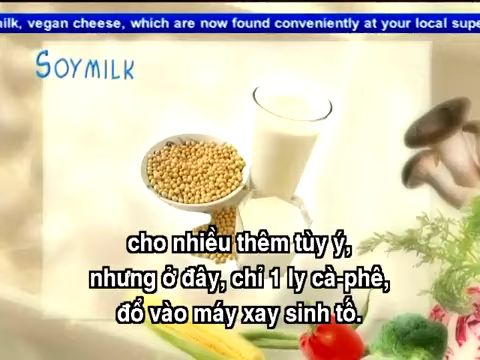 milk, vegan cheese, which are now found conveniently at your local supe
SOYMILK
cho nhiều thêm tùy ý,
nhưng ở đây, chỉ 1 ly cà-phê,
đổ vào máy xay sinh tố.